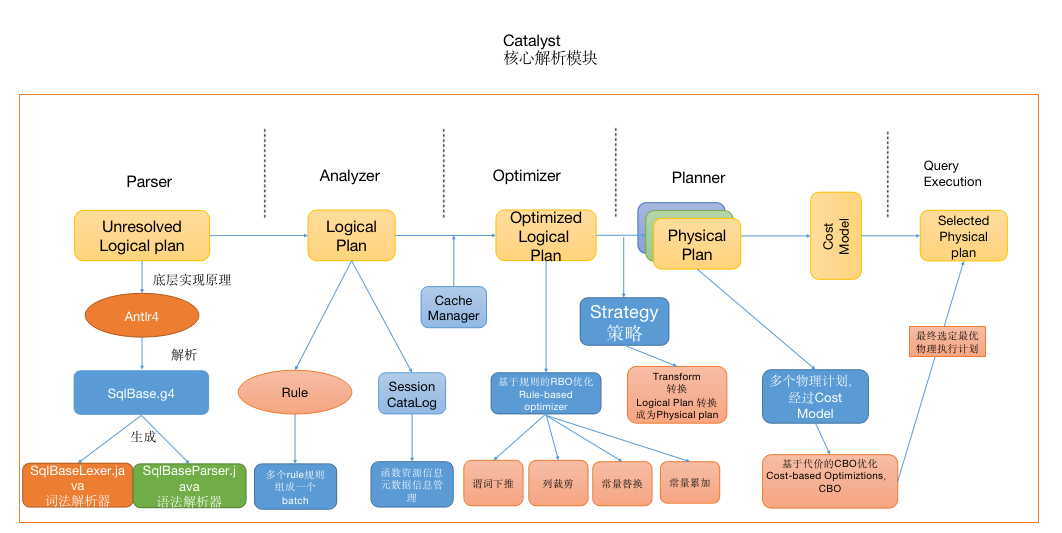 Catalyst
核心解析模块
Parser
Analyzer
Optimizer
Planner
Query
Execution
Unresolved
Logical plan
Logical
Plan
Optimized
Logical
Plan
Physical
Plan
Cost
Model
Selected
Physical
plan
底层实现原理
Antlr4
解析
SqlBase.g4
生成
SqlBaseLexer.ja
va
词法解析器
SqlBaseParser.j
ava
语法解析器
Rule
多个rule规则
组成一个
batch
Session
CataLog
函数资源信息
元数据信息管
理
Cache
Manager
基于规则的RBO优化
Rule-based
optimizer
谓词下推
列裁剪
常量替换
常量累加
Strategy
策略
Transform
转换
Logical Plan 转换
成为Physical plan
多个物理计划,
经过Cost
Model
基于代价的CBO优化
Cost-based Optimiztions,
CBO
最终选定最优
物理执行计划